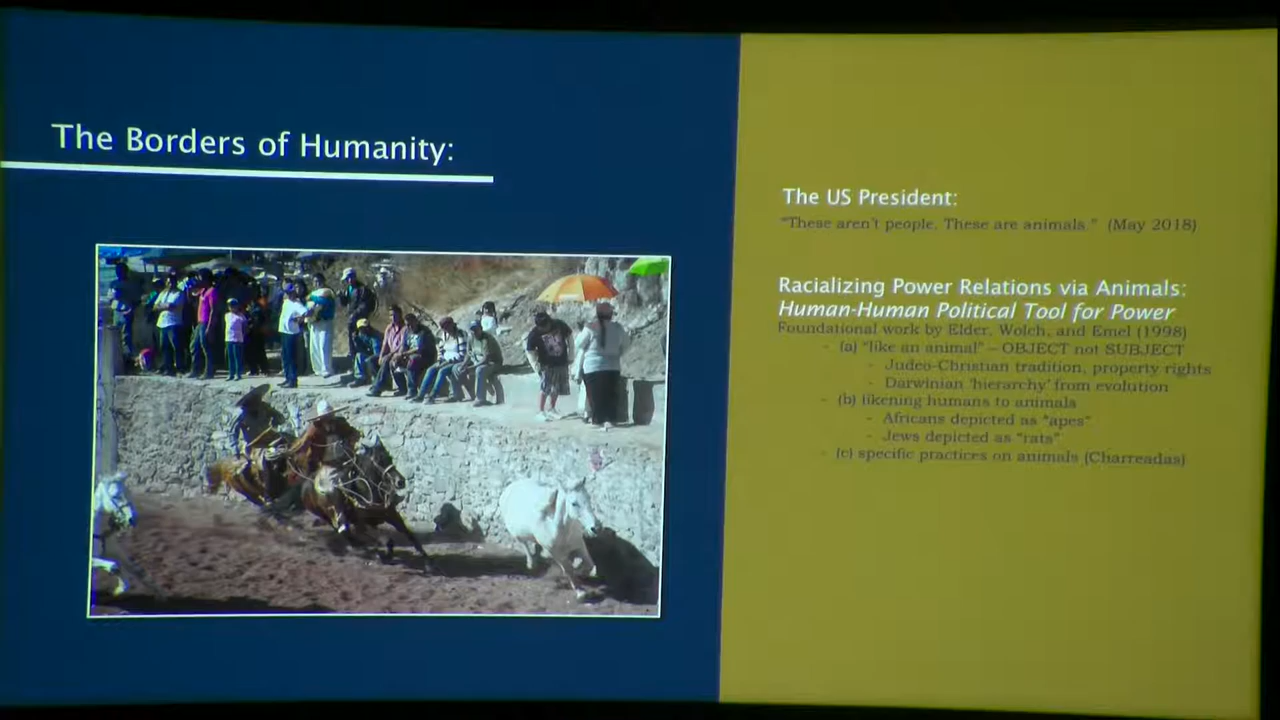 The Borders of Humanity:
The US President:
“These aren’t people. These are animals.” (May 2018)
Racializing Power Relations via Animals:
Human-Human Political Tool for Power
Foundational work by Elder, Wolch, and Emel (1998)
- (a) “like an animal” – OBJECT not SUBJECT
- Judeo-Christian tradition, property rights
- Darwinian ‘hierarchy’ from evolution
- (b) likening humans to animals
- Africans depicted as “apes”
- Jews depicted as “rats”
- (c) specific practices on animals (Charreadas)